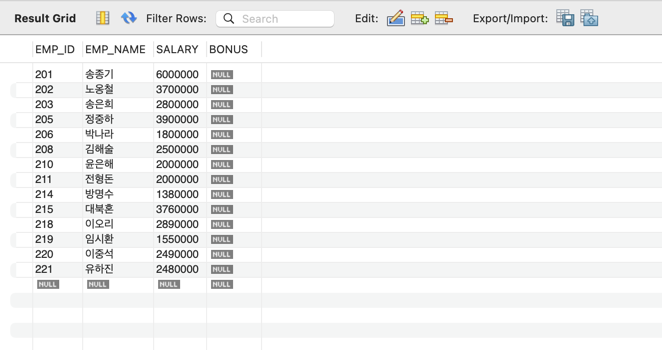 Result Grid Filter Rows: Search Edit: Export/Import:
EMP_ID EMP_NAME SALARY BONUS
201 송종기 6000000 NULL
202 노옹철 3700000 NULL
203 송은희 2800000 NULL
205 정중하 3900000 NULL
206 박나라 1800000 NULL
208 김해술 2500000 NULL
210 윤은해 2000000 NULL
211 전형돈 2000000 NULL
214 방명수 1380000 NULL
215 대북혼 3760000 NULL
218 이오리 2890000 NULL
219 임시환 1550000 NULL
220 이중석 2490000 NULL
221 유하진 2480000 NULL
NULL NULL NULL NULL